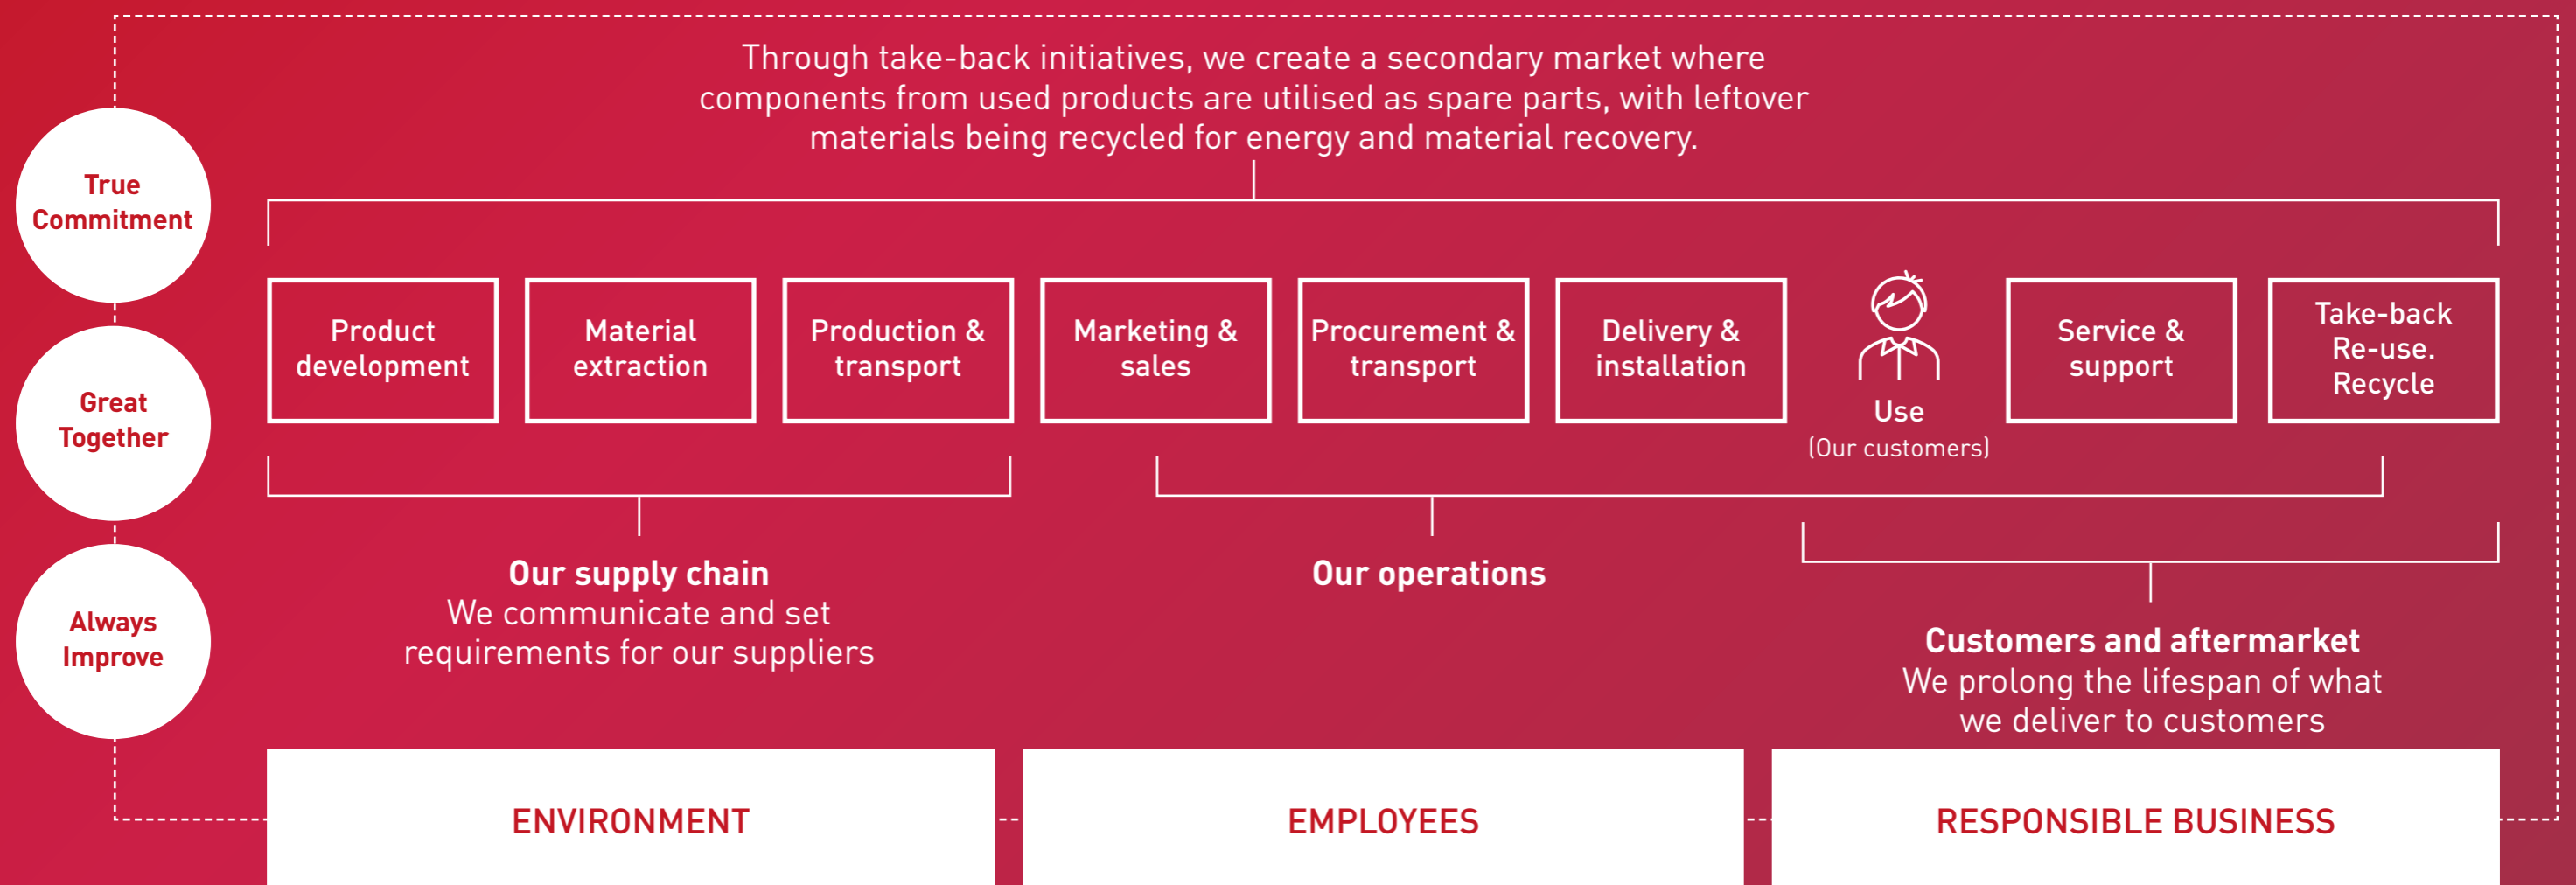 Through take-back initiatives, we create a secondary market where
components from used products are utilised as spare parts, with leftover
materials being recycled for energy and material recovery.
True
Commitment
Great
Together
Always
Improve
Product
development
Material
extraction
Production &
transport
Marketing &
sales
Procurement &
transport
Delivery &
installation
Use
(Our customers)
Service &
support
Take-back
Re-use.
Recycle
Our supply chain
We communicate and set
requirements for our suppliers
Our operations
Customers and aftermarket
We prolong the lifespan of what
we deliver to customers
ENVIRONMENT
EMPLOYEES
RESPONSIBLE BUSINESS